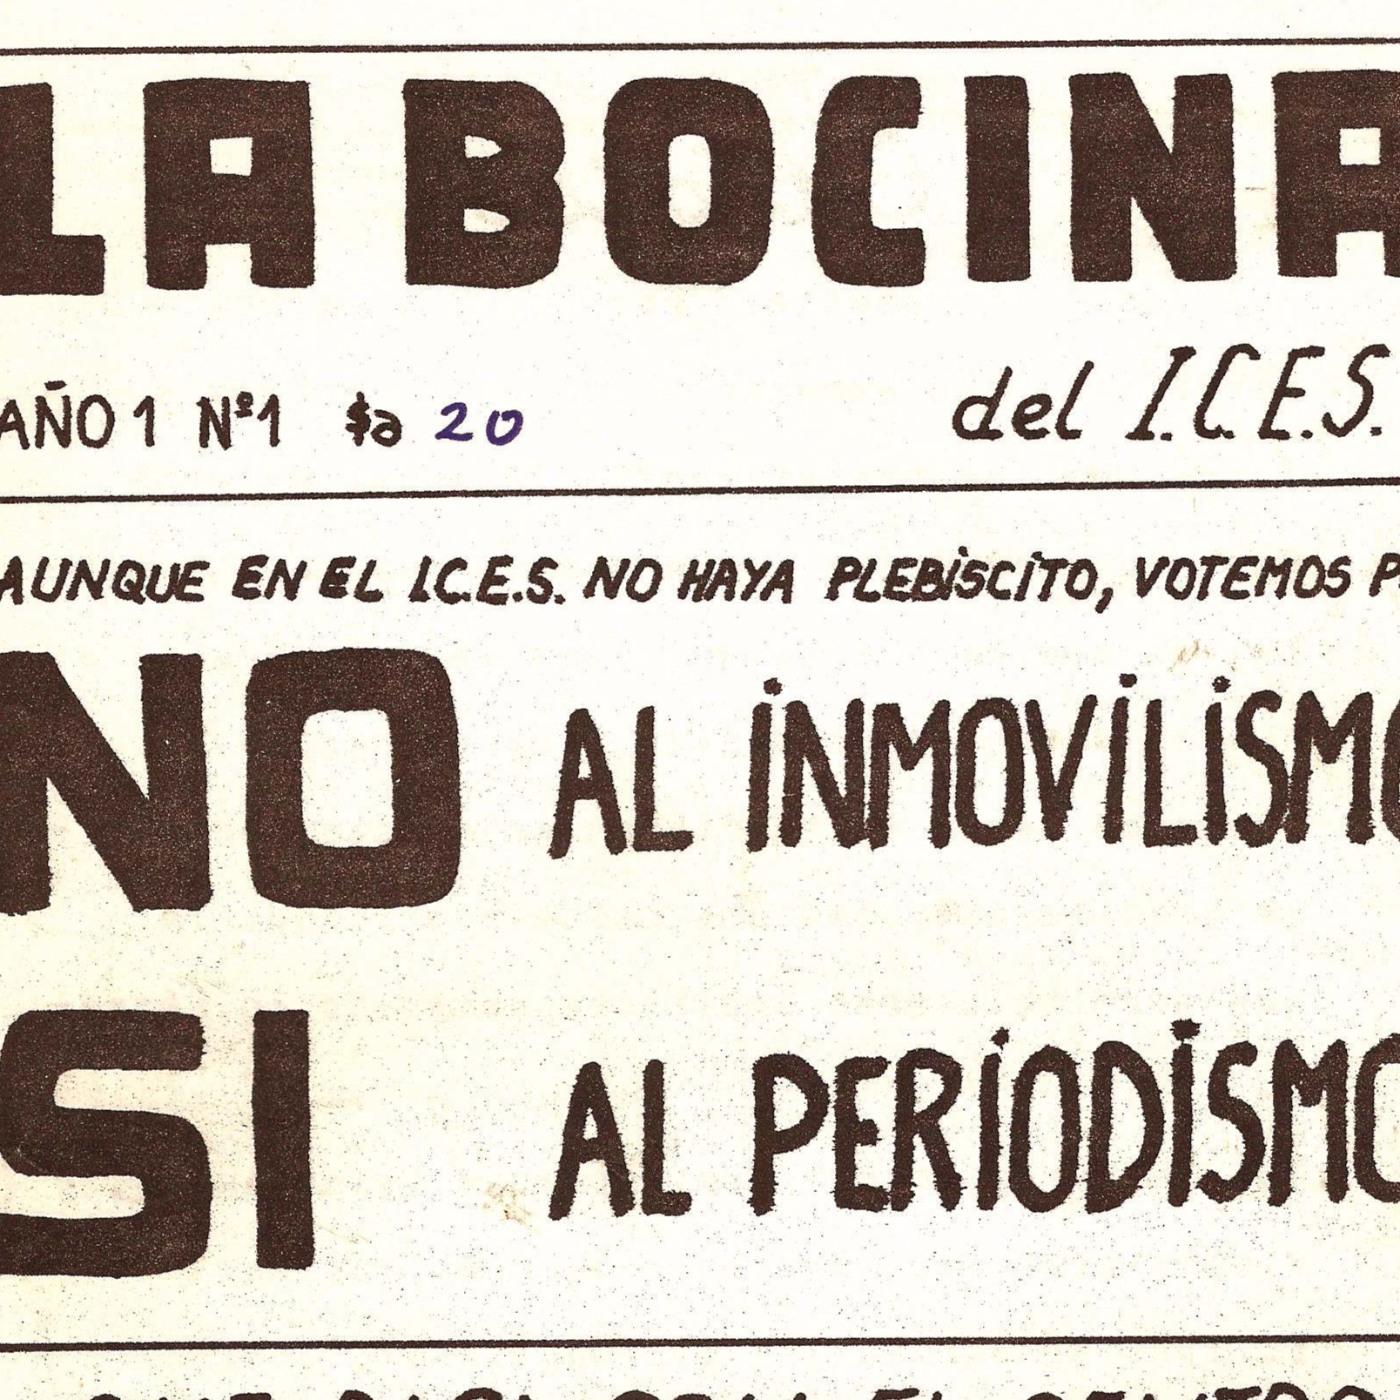 LA BOCINA
AÑO 1 Nº1 $a 20
del I.C.E.S.
AUNQUE EN EL I.C.E.S. NO HAYA PLEBISCITO, VOTEMOS
NO AL INMOVILISMO
SI AL PERIODISMO